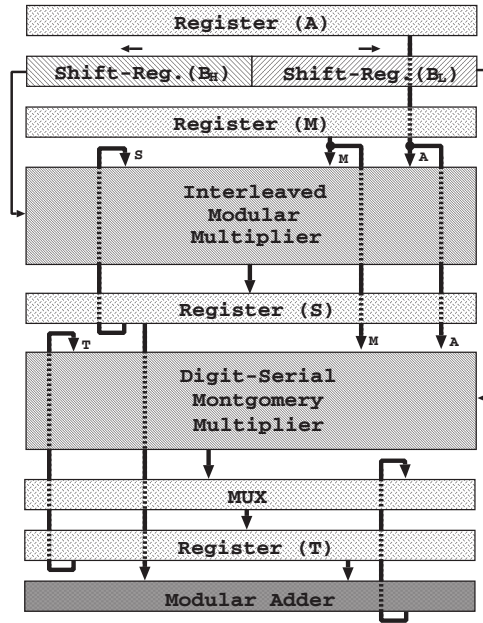 Register (A)
Shift-Reg.(BH) Shift-Reg.(BL)
Register (M)
S M A
Interleaved
Modular
Multiplier
Register (S)
T M A
Digit-Serial
Montgomery
Multiplier
MUX
Register (T)
Modular Adder